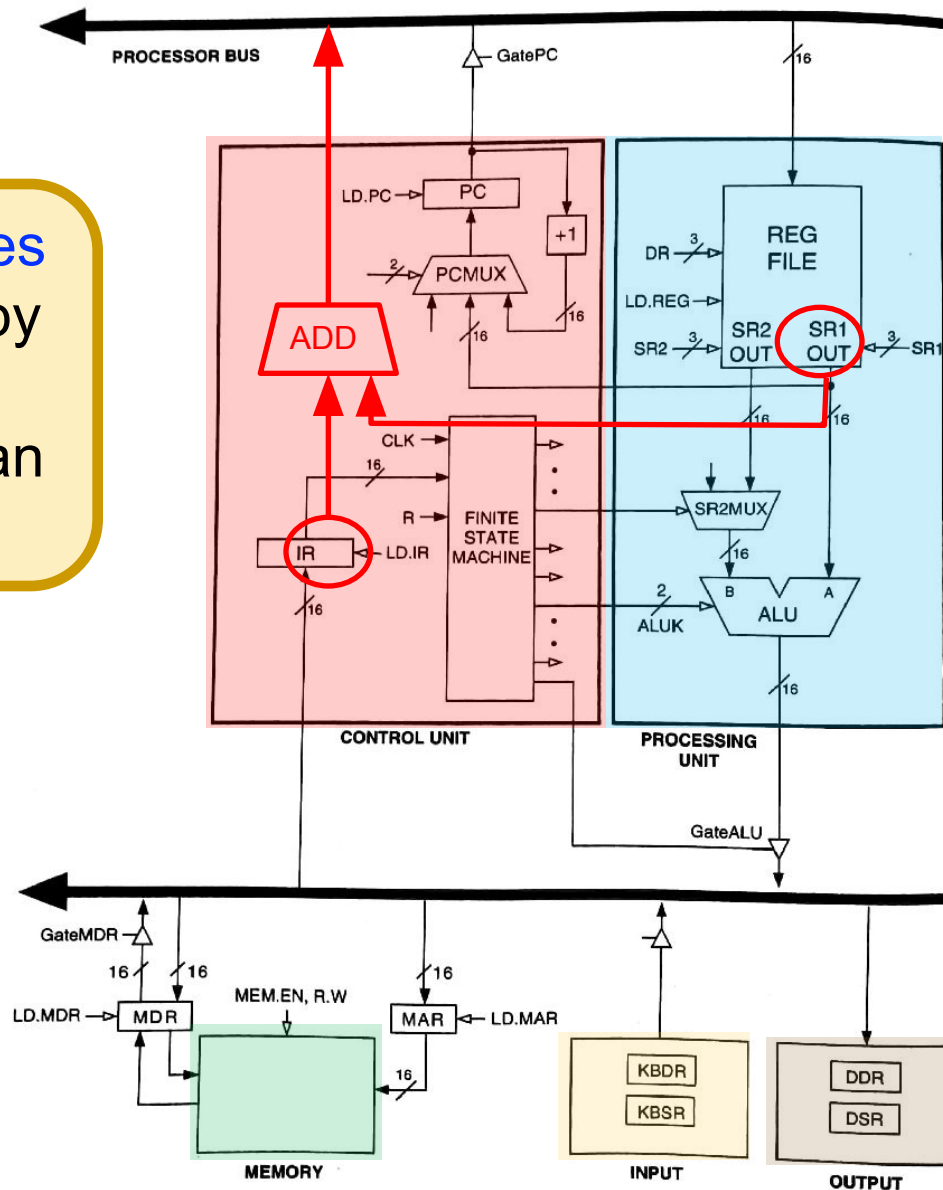 PROCESSOR BUS
GatePC
16
es
by
an
LD.PC
PC
+1
2
PCMUX
16
16
ADD
REG
FILE
DR
3
LD.REG
SR2
3
SR2
OUT
SR1
OUT
3
SR1
16
16
CLK
16
R
FINITE
STATE
MACHINE
IR
LD.IR
16
SR2MUX
16
B
A
ALU
2
ALUK
16
CONTROL UNIT
PROCESSING
UNIT
GateALU
GateMDR
16
16
LD.MDR
MDR
MEM.EN, R.W
16
MAR
LD.MAR
16
MEMORY
KBDR
KBSR
INPUT
DDR
DSR
OUTPUT